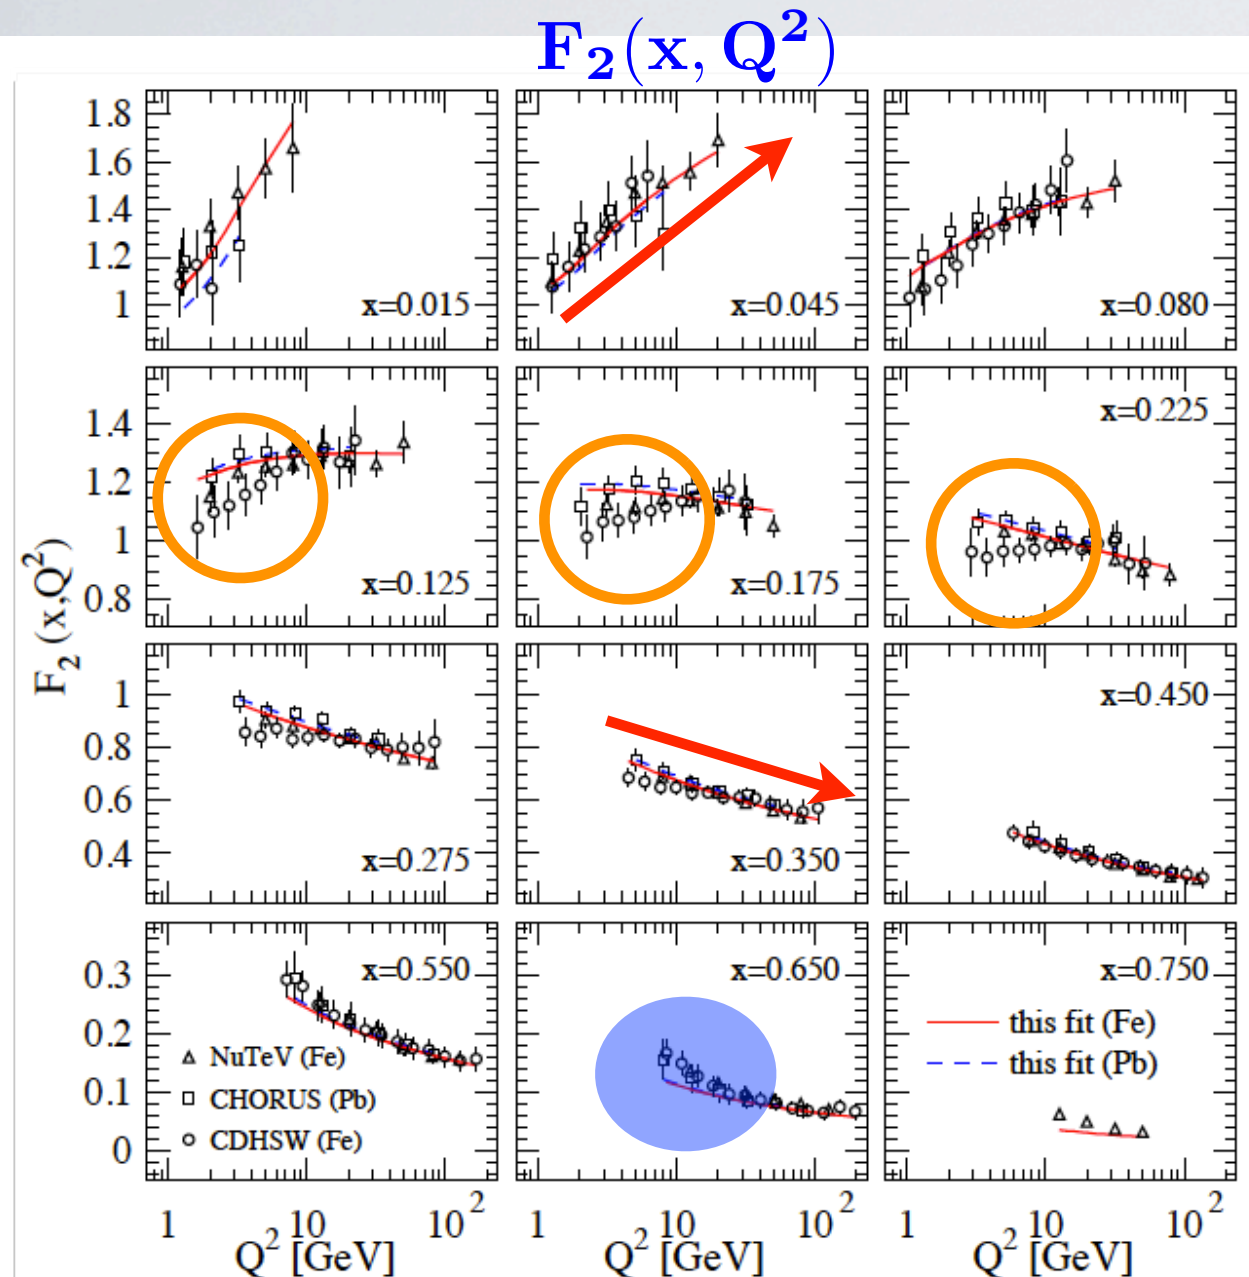 F₂(x, Q²)
1.8
1.6
1.4
1.2
1
x=0.015
x=0.045
x=0.080
1.4
1.2
1
0.8
x=0.125
x=0.175
x=0.225
F₂ (x,Q²)
1
0.8
0.6
0.4
x=0.275
x=0.350
x=0.450
0.3
0.2
0.1
0
x=0.550
NuTeV (Fe)
CHORUS (Pb)
CDHSW (Fe)
x=0.650
x=0.750
this fit (Fe)
this fit (Pb)
1 10 10² 1 10 10² 1 10 10²
Q² [GeV] Q² [GeV] Q² [GeV]